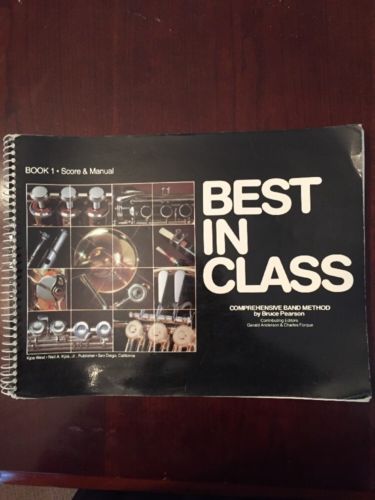 BOOK 1 • Score & Manual
BEST
IN
CLASS
COMPREHENSIVE BAND METHOD
by Bruce Pearson
Contributing Editors
Gerald Anderson & Charles Forque
Kjos West • Neil A. Kjos, Jr., Publisher • San Diego, California